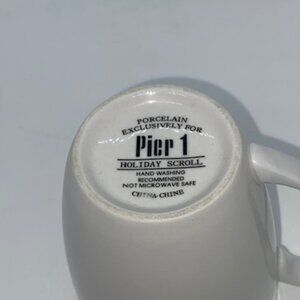 PORCELAIN
EXCLUSIVELY FOR
Pier 1
HOLIDAY SCROLL
HAND WASHING
RECOMMENDED
NOT MICROWAVE SAFE
CHINA·CHINE